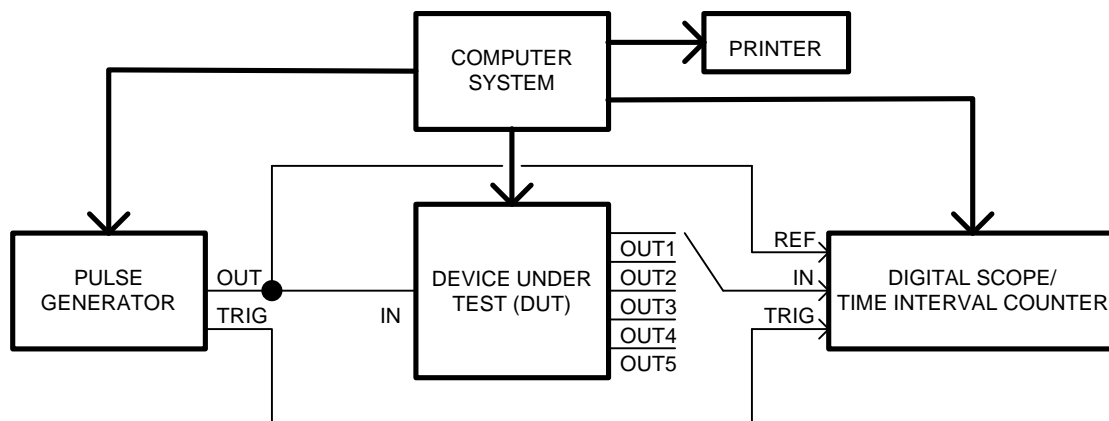 COMPUTER
SYSTEM
PRINTER
PULSE
GENERATOR
OUT
TRIG
IN
DEVICE UNDER
TEST (DUT)
OUT1
OUT2
OUT3
OUT4
OUT5
REF
IN
TRIG
DIGITAL SCOPE/
TIME INTERVAL COUNTER